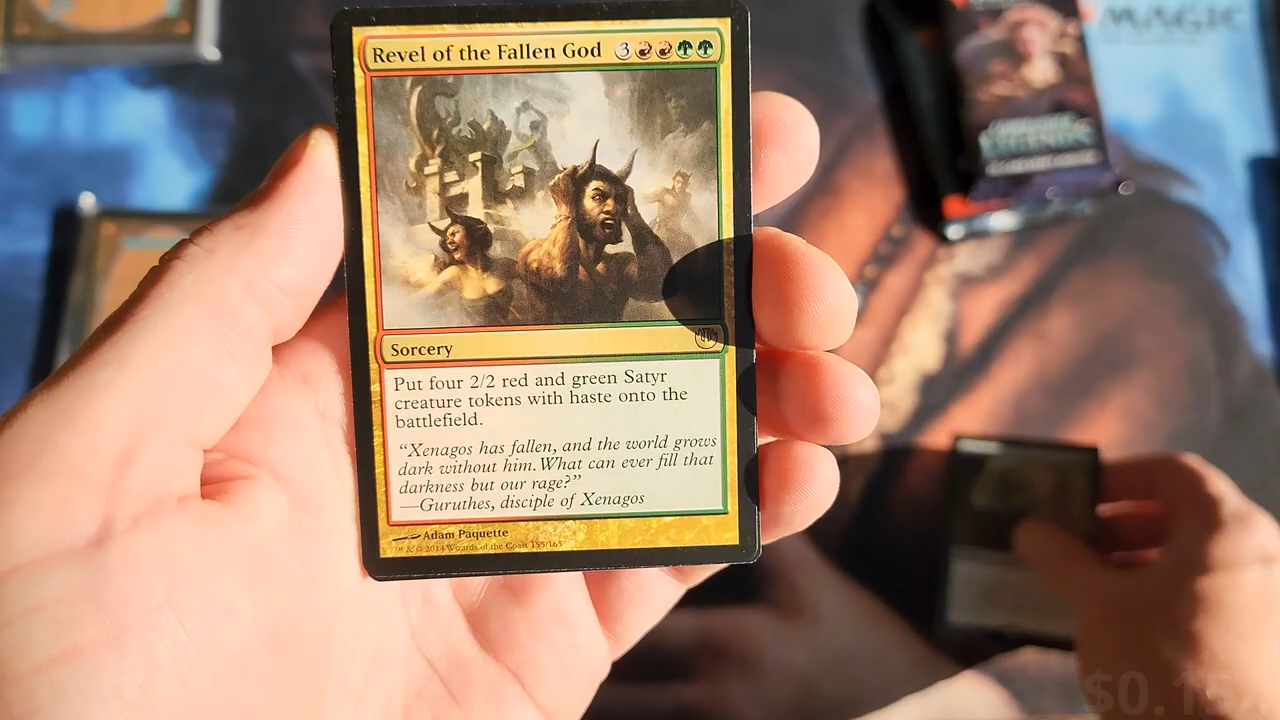 MAGIC
LEGENDS
Revel of the Fallen God 3
Sorcery
Put four 2/2 red and green Satyr
creature tokens with haste onto the
battlefield.
“Xenagos has fallen, and the world grows
dark without him. What can ever fill that
darkness but our rage?”
—Guruthes, disciple of Xenagos
Adam Paquette
™ & © 2014 Wizards of the Coast 155/165
$0.15